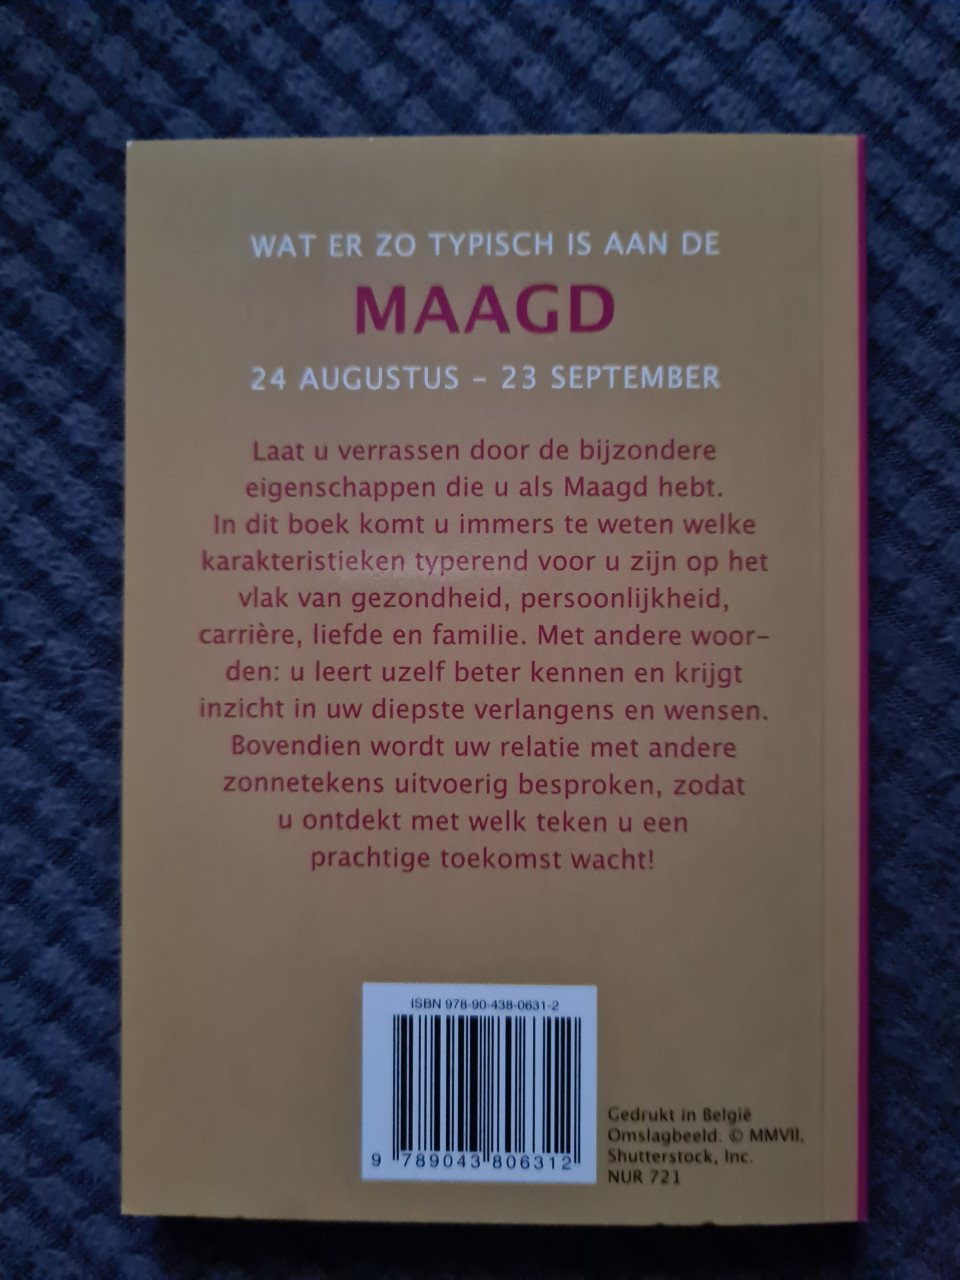 WAT ER ZO TYPISCH IS AAN DE
MAAGD
24 AUGUSTUS – 23 SEPTEMBER
Laat u verrassen door de bijzondere
eigenschappen die u als Maagd hebt.
In dit boek komt u immers te weten welke
karakteristieken typerend voor u zijn op het
vlak van gezondheid, persoonlijkheid,
carrière, liefde en familie. Met andere woor-
den: u leert uzelf beter kennen en krijgt
inzicht in uw diepste verlangens en wensen.
Bovendien wordt uw relatie met andere
zonnetekens uitvoerig besproken, zodat
u ontdekt met welk teken u een
prachtige toekomst wacht!
ISBN 978-90-438-0631-2
9 789043 806312
Gedrukt in België
Omslagbeeld: © MMVII,
Shutterstock, Inc.
NUR 721